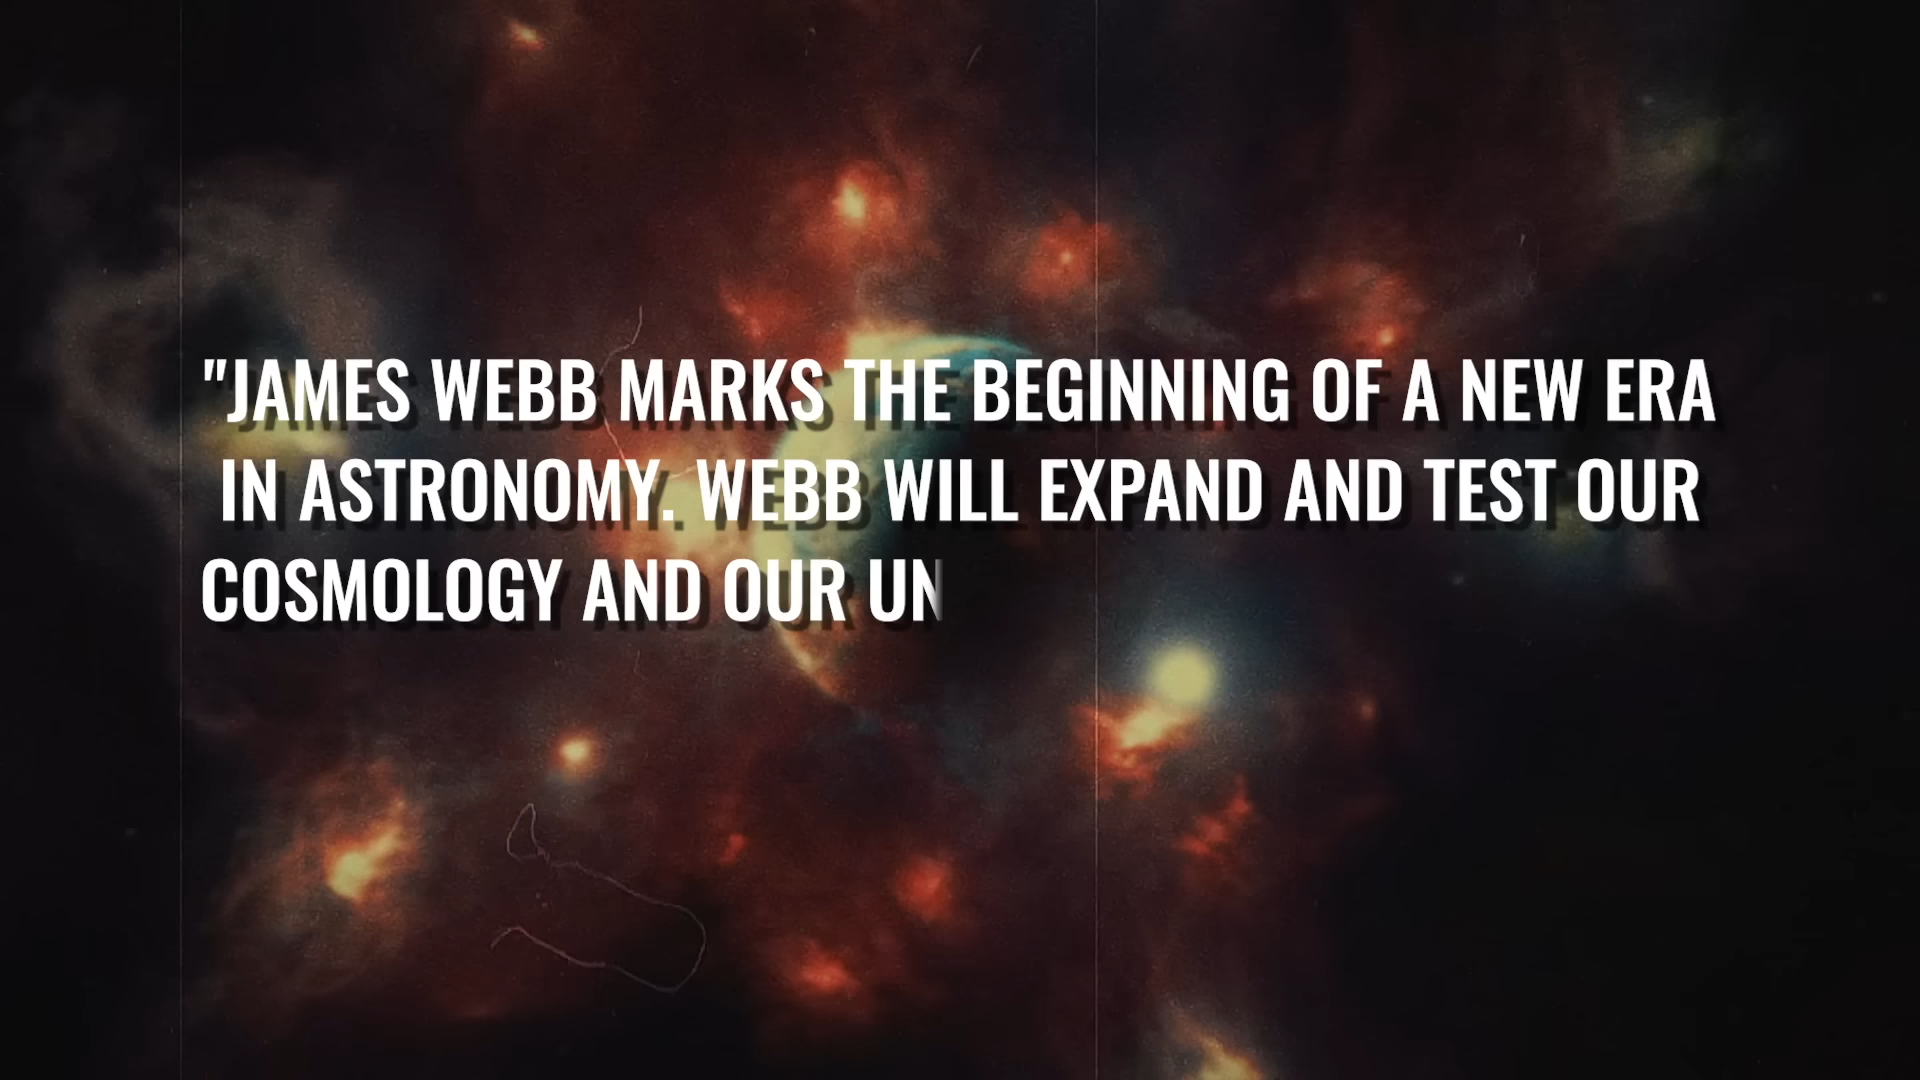 "JAMES WEBB MARKS THE BEGINNING OF A NEW ERA
IN ASTRONOMY. WEBB WILL EXPAND AND TEST OUR
COSMOLOGY AND OUR UN